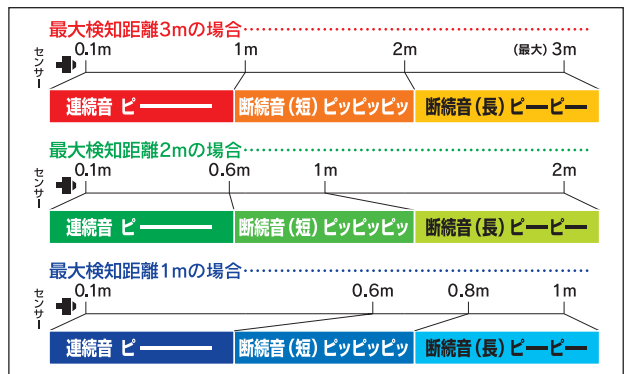 最大検知距離3mの場合
センサー
0.1m 1m 2m (最大) 3m
連続音 ピ━━━ 断続音(短)ピッピッピッ 断続音(長)ピ━ピ━
最大検知距離2mの場合
センサー
0.1m 0.6m 1m 2m
連続音 ピ━━━ 断続音(短)ピッピッピッ 断続音(長)ピ━ピ━
最大検知距離1mの場合
センサー
0.1m 0.6m 0.8m 1m
連続音 ピ━━━ 断続音(短)ピッピッピッ 断続音(長)ピ━ピ━